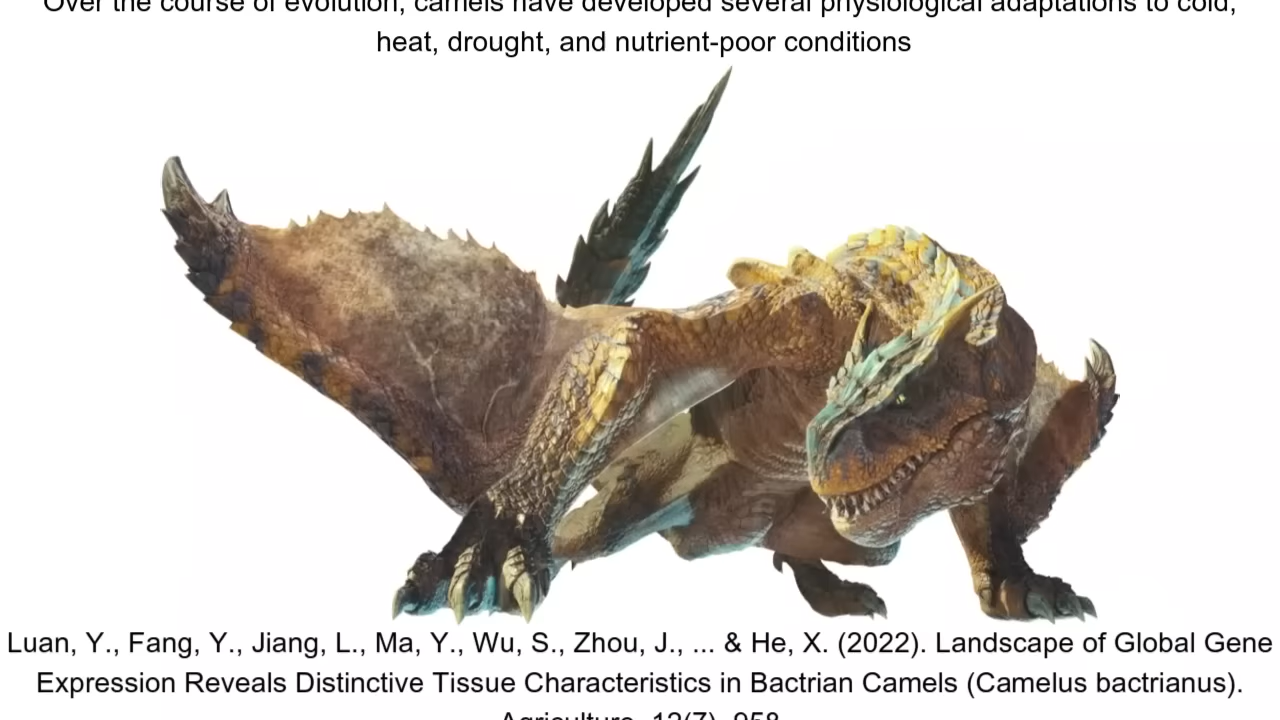 Over the course of evolution, camels have developed several physiological adaptations to cold,
heat, drought, and nutrient-poor conditions
Luan, Y., Fang, Y., Jiang, L., Ma, Y., Wu, S., Zhou, J., ... & He, X. (2022). Landscape of Global Gene
Expression Reveals Distinctive Tissue Characteristics in Bactrian Camels (Camelus bactrianus).
Agriculture, 12(7), 958